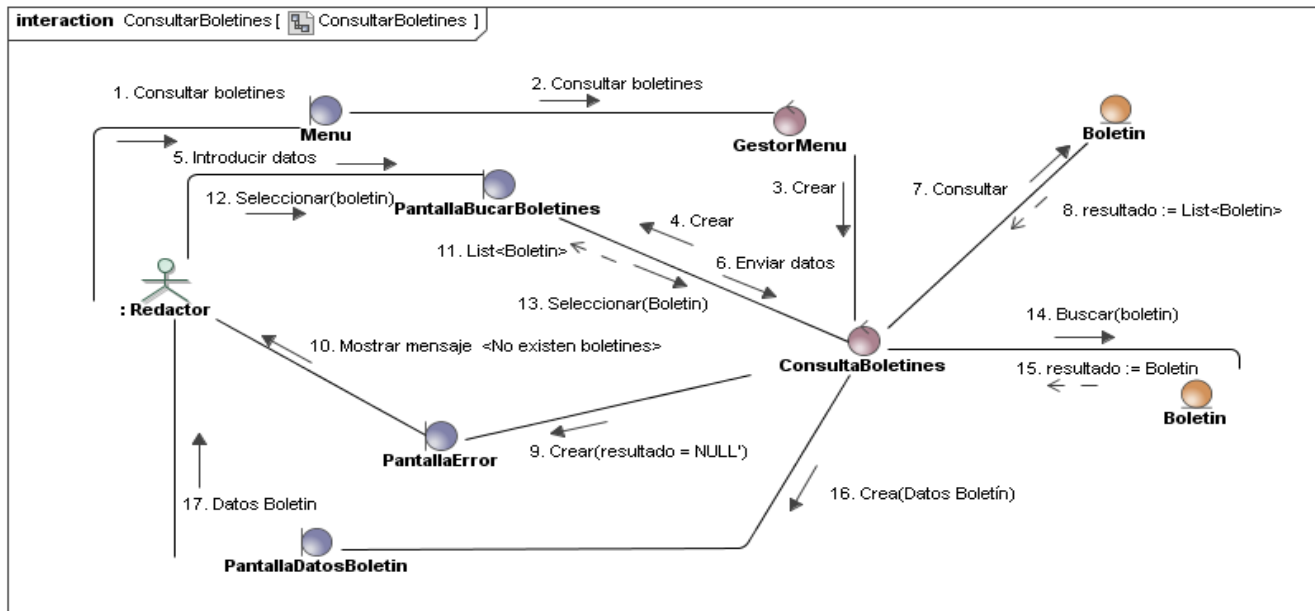 interaction ConsultarBoletines [ ConsultarBoletines ]
1. Consultar boletines
2. Consultar boletines
Menu
GestorMenu
Boletin
5. Introducir datos
12. Seleccionar(boletin)
PantallaBucarBoletines
3. Crear
7. Consultar
8. resultado := List<Boletin>
4. Crear
11. List<Boletin>
6. Enviar datos
13. Seleccionar(Boletin)
: Redactor
14. Buscar(boletin)
10. Mostrar mensaje <No existen boletines>
ConsultaBoletines
15. resultado := Boletin
Boletin
PantallaError
9. Crear(resultado = NULL')
17. Datos Boletin
16. Crea(Datos Boletín)
PantallaDatosBoletin